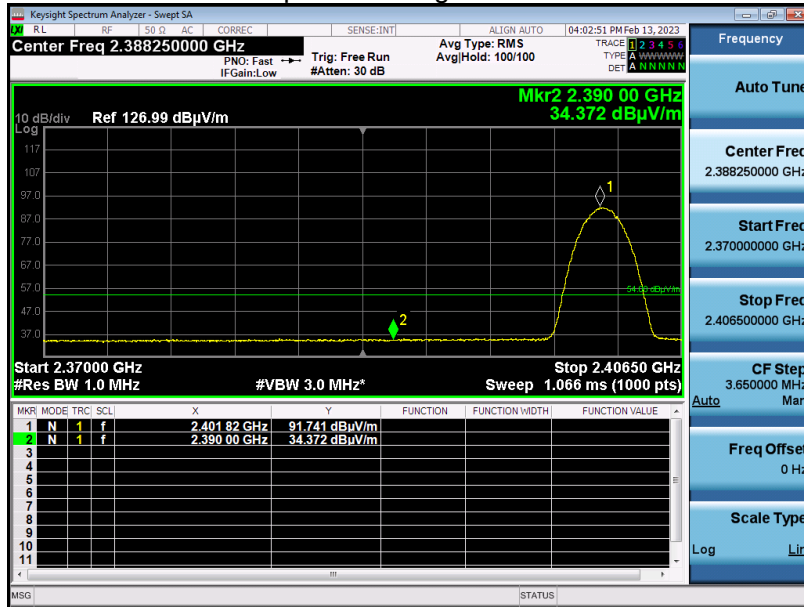 Keysight Spectrum Analyzer - Swept SA
LXI RL RF 50 Ω AC CORREC SENSE:INT ALIGN AUTO 04:02:51 PM Feb 13, 2023
Center Freq 2.388250000 GHz
PNO: Fast
IFGain:Low
Trig: Free Run
#Atten: 30 dB
Avg Type: RMS
Avg|Hold: 100/100
TRACE 1 2 3 4 5 6
TYPE A WWWWW
DET A N N N N N
Mkr2 2.390 00 GHz
34.372 dBµV/m
10 dB/div Ref 126.99 dBµV/m
Log
117
107
97.0
87.0
77.0
67.0
57.0
47.0
37.0
1
54.00 dBµV/m
2
Start 2.37000 GHz Stop 2.40650 GHz
#Res BW 1.0 MHz #VBW 3.0 MHz* Sweep 1.066 ms (1000 pts)
MKR MODE TRC SCL X Y FUNCTION FUNCTION WIDTH FUNCTION VALUE
1 N 1 f 2.401 82 GHz 91.741 dBµV/m
2 N 1 f 2.390 00 GHz 34.372 dBµV/m
3
4
5
6
7
8
9
10
11
MSG STATUS
Frequency
Auto Tune
Center Freq
2.388250000 GHz
Start Freq
2.370000000 GHz
Stop Freq
2.406500000 GHz
CF Step
3.650000 MHz
Auto Man
Freq Offset
0 Hz
Scale Type
Log Lin